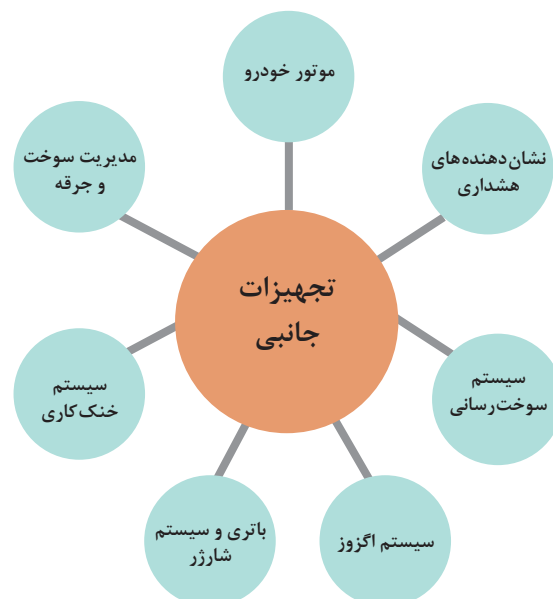 موتور خودرو
نشان‌دهنده‌های
هشداری
مدیریت سوخت
و جرقه
تجهیزات
جانبی
سیستم
سوخت‌رسانی
سیستم
خنک‌کاری
سیستم اگزوز
باتری و سیستم
شارژر